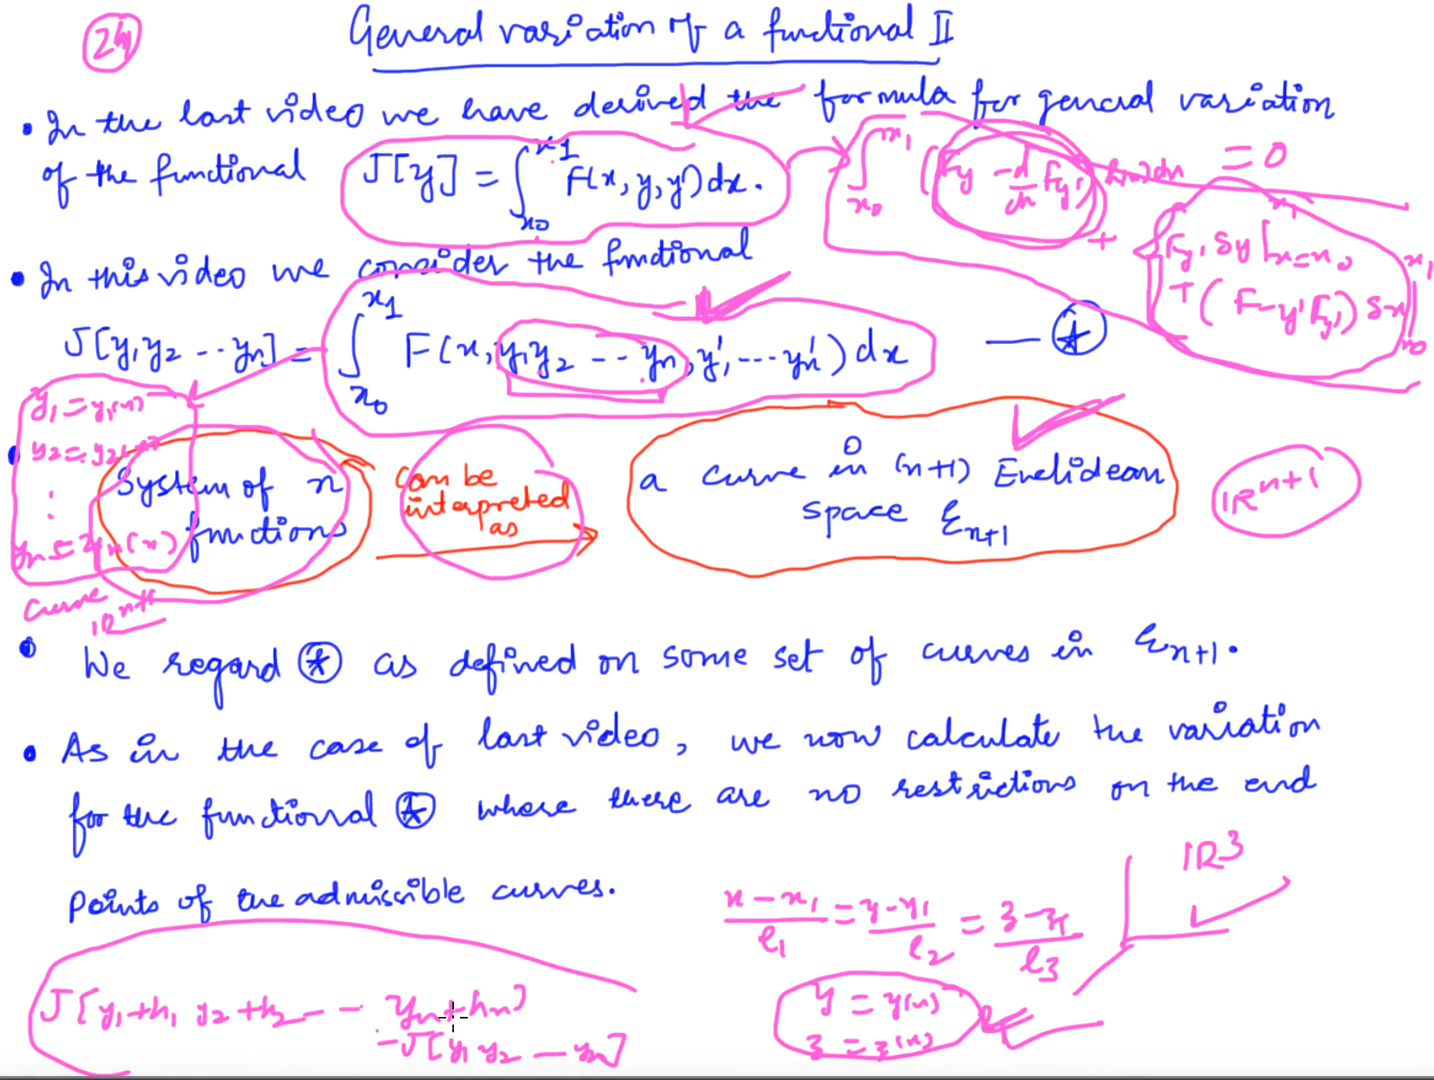 24
General variation of a functional II
• In the last video we have derived the formula for general variation
of the functional J[y] = ∫_{x0}^{x1} F(x, y, y') dx.
∫_{x0}^{x1} (Fy - d/dx Fy') h(x) dx = 0
+ Fy' δy |_{x=x0}^{x1}
+ (F - y'Fy') δx |_{x0}^{x1}
• In this video we consider the functional
J[y1 y2 .. yn] = ∫_{x0}^{x1} F(x, y1 y2 -- yn, y1', --- yn') dx — ⊛
y1 = y1(x)
y2 = y2(x)
⋮
yn = yn(x)
Curve
ℝ^{n+1}
• System of n functions
can be interpreted as
a curve in (n+1) Euclidean
space Ɛ_{n+1}
ℝ^{n+1}
• We regard ⊛ as defined on some set of curves in Ɛ_{n+1}.
• As in the case of last video, we now calculate the variation
for the functional ⊛ where there are no restrictions on the end
points of the admissible curves.
ℝ³
(x - x1)/l1 = (y - y1)/l2 = (z - z1)/l3
y = y(x)
z = z(x)
J[y1+h1 y2+h2 - - yn+hn]
- J[y1 y2 — yn]